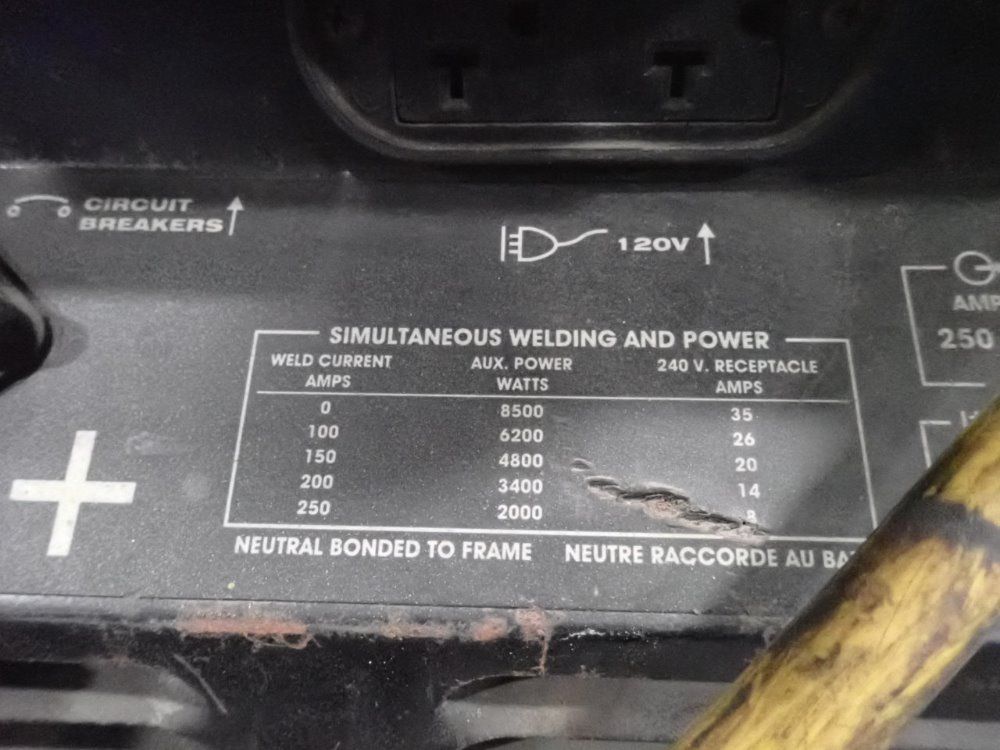 CIRCUIT
BREAKERS
120V
AMP
250
SIMULTANEOUS WELDING AND POWER
WELD CURRENT AMPS AUX. POWER WATTS 240 V. RECEPTACLE AMPS
0 8500 35
100 6200 26
150 4800 20
200 3400 14
250 2000 8
NEUTRAL BONDED TO FRAME NEUTRE RACCORDE AU